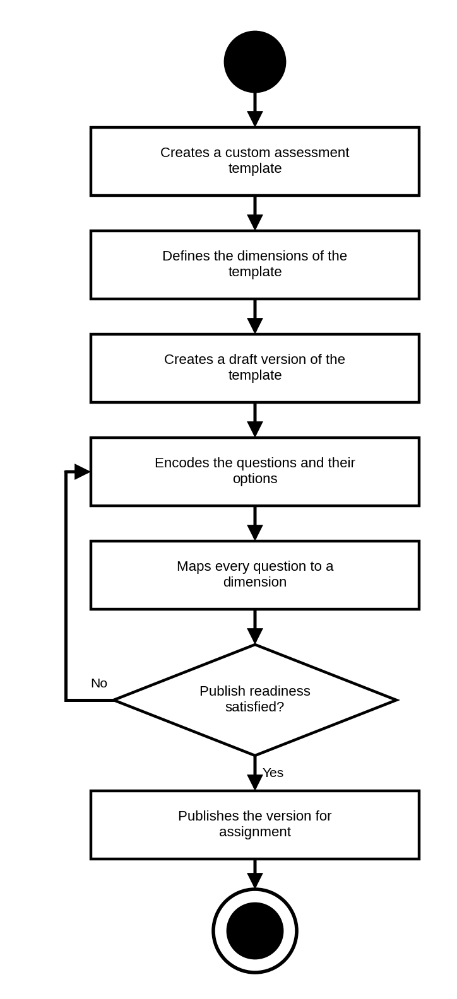 Creates a custom assessment
template
Defines the dimensions of the
template
Creates a draft version of the
template
Encodes the questions and their
options
Maps every question to a
dimension
No
Publish readiness
satisfied?
Yes
Publishes the version for
assignment